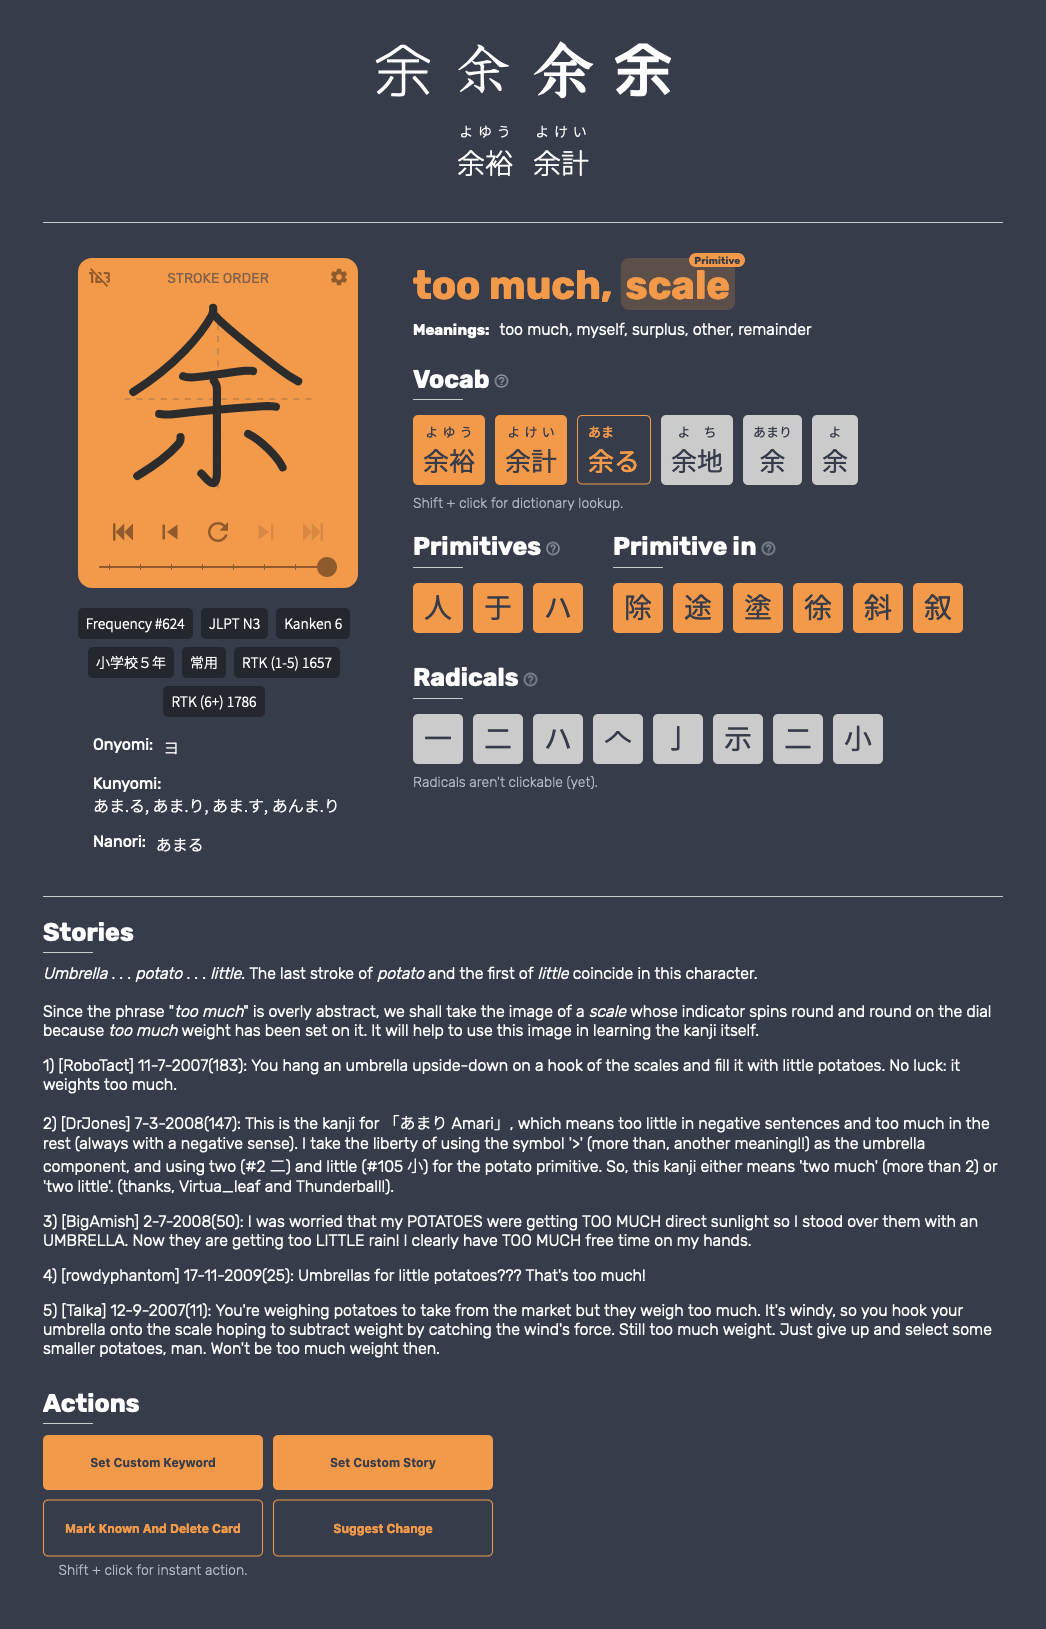 余 余 余 余
よゆう よけい
余裕 余計
STROKE ORDER
余
Primitive
too much, scale
Meanings: too much, myself, surplus, other, remainder
Vocab
よゆう よけい あま よち あまり よ
余裕 余計 余る 余地 余 余
Shift + click for dictionary lookup.
Primitives
人 于 ハ
Primitive in
除 途 塗 徐 斜 叙
Radicals
一 二 ハ 𠆢 亅 示 二 小
Radicals aren't clickable (yet).
Frequency #624 JLPT N3 Kanken 6
小学校５年 常用 RTK (1-5) 1657
RTK (6+) 1786
Onyomi: ヨ
Kunyomi:
あま.る, あま.り, あま.す, あんま.り
Nanori: あまる
Stories
Umbrella . . . potato . . . little. The last stroke of potato and the first of little coincide in this character.
Since the phrase "too much" is overly abstract, we shall take the image of a scale whose indicator spins round and round on the dial
because too much weight has been set on it. It will help to use this image in learning the kanji itself.
1) [RoboTact] 11-7-2007(183): You hang an umbrella upside-down on a hook of the scales and fill it with little potatoes. No luck: it
weights too much.
2) [DrJones] 7-3-2008(147): This is the kanji for 「あまり Amari」, which means too little in negative sentences and too much in the
rest (always with a negative sense). I take the liberty of using the symbol '>' (more than, another meaning!!) as the umbrella
component, and using two (#2 二) and little (#105 小) for the potato primitive. So, this kanji either means 'two much' (more than 2) or
'two little'. (thanks, Virtua_leaf and Thunderballl).
3) [BigAmish] 2-7-2008(50): I was worried that my POTATOES were getting TOO MUCH direct sunlight so I stood over them with an
UMBRELLA. Now they are getting too LITTLE rain! I clearly have TOO MUCH free time on my hands.
4) [rowdyphantom] 17-11-2009(25): Umbrellas for little potatoes??? That's too much!
5) [Talka] 12-9-2007(11): You're weighing potatoes to take from the market but they weigh too much. It's windy, so you hook your
umbrella onto the scale hoping to subtract weight by catching the wind's force. Still too much weight. Just give up and select some
smaller potatoes, man. Won't be too much weight then.
Actions
Set Custom Keyword Set Custom Story
Mark Known And Delete Card Suggest Change
Shift + click for instant action.